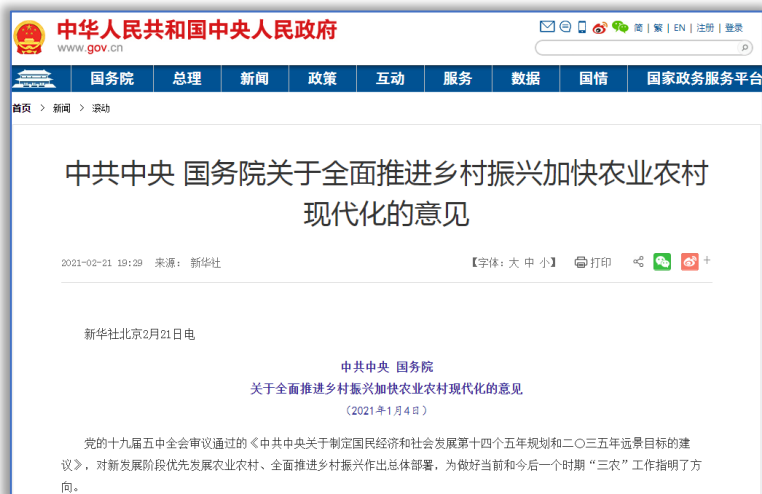 中华人民共和国中央人民政府
www.gov.cn
简 | 繁 | EN | 注册 | 登录
国务院 总理 新闻 政策 互动 服务 数据 国情 国家政务服务平台
首页 > 新闻 > 滚动
中共中央 国务院关于全面推进乡村振兴加快农业农村
现代化的意见
2021-02-21 19:29 来源： 新华社 【字体：大 中 小】 打印
新华社北京2月21日电
中共中央 国务院
关于全面推进乡村振兴加快农业农村现代化的意见
（2021年1月4日）
党的十九届五中全会审议通过的《中共中央关于制定国民经济和社会发展第十四个五年规划和二〇三五年远景目标的建
议》，对新发展阶段优先发展农业农村、全面推进乡村振兴作出总体部署，为做好当前和今后一个时期“三农”工作指明了方
向。